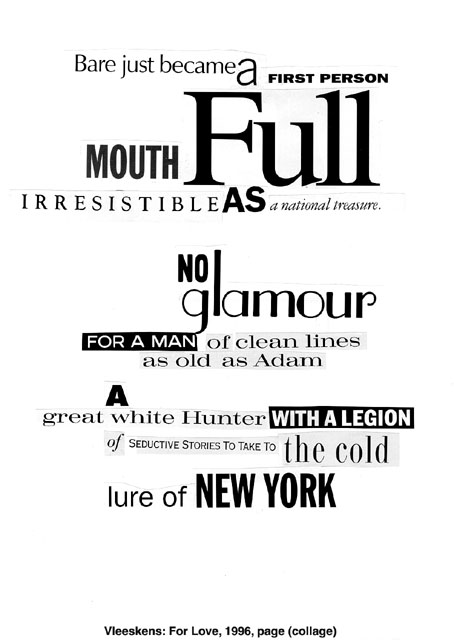 Bare just became a FIRST PERSON
MOUTH Full
IRRESISTIBLE AS a national treasure.
NO
glamour
FOR A MAN of clean lines
as old as Adam
A
great white Hunter WITH A LEGION
of SEDUCTIVE STORIES TO TAKE TO the cold
lure of NEW YORK
Vleeskens: For Love, 1996, page (collage)